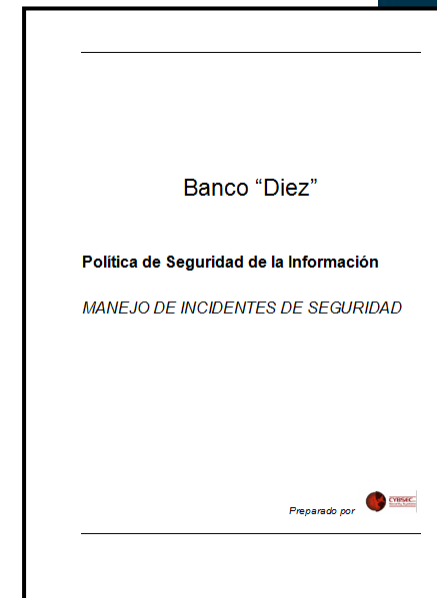 Banco “Diez”
Política de Seguridad de la Información
MANEJO DE INCIDENTES DE SEGURIDAD
Preparado por
CYBSEC